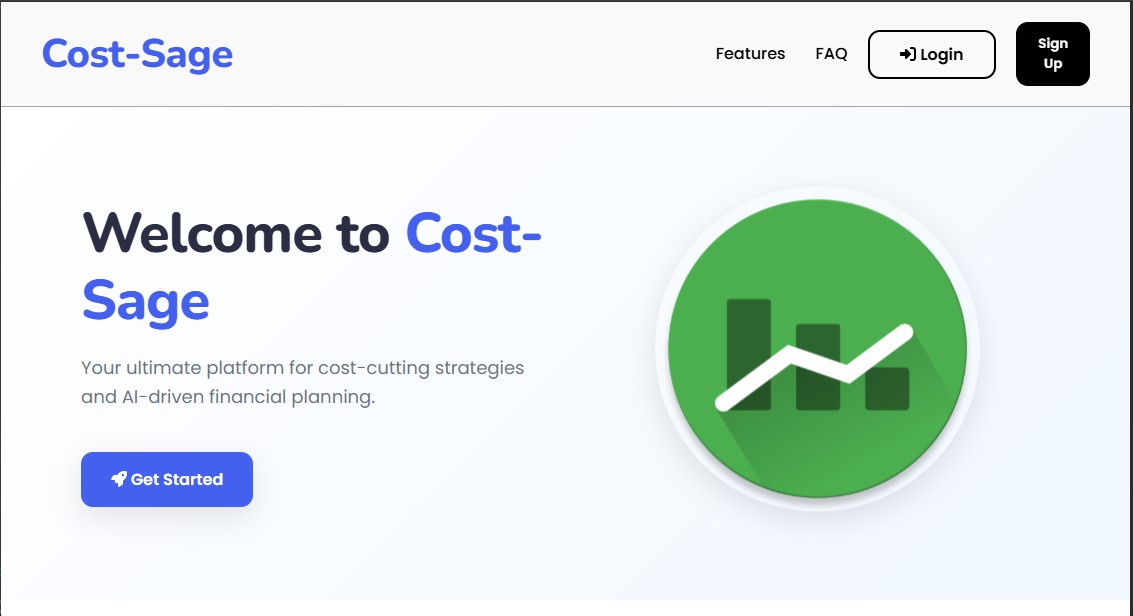 Cost-Sage
Features
FAQ
Login
Sign
Up
Welcome to Cost-
Sage
Your ultimate platform for cost-cutting strategies
and AI-driven financial planning.
Get Started